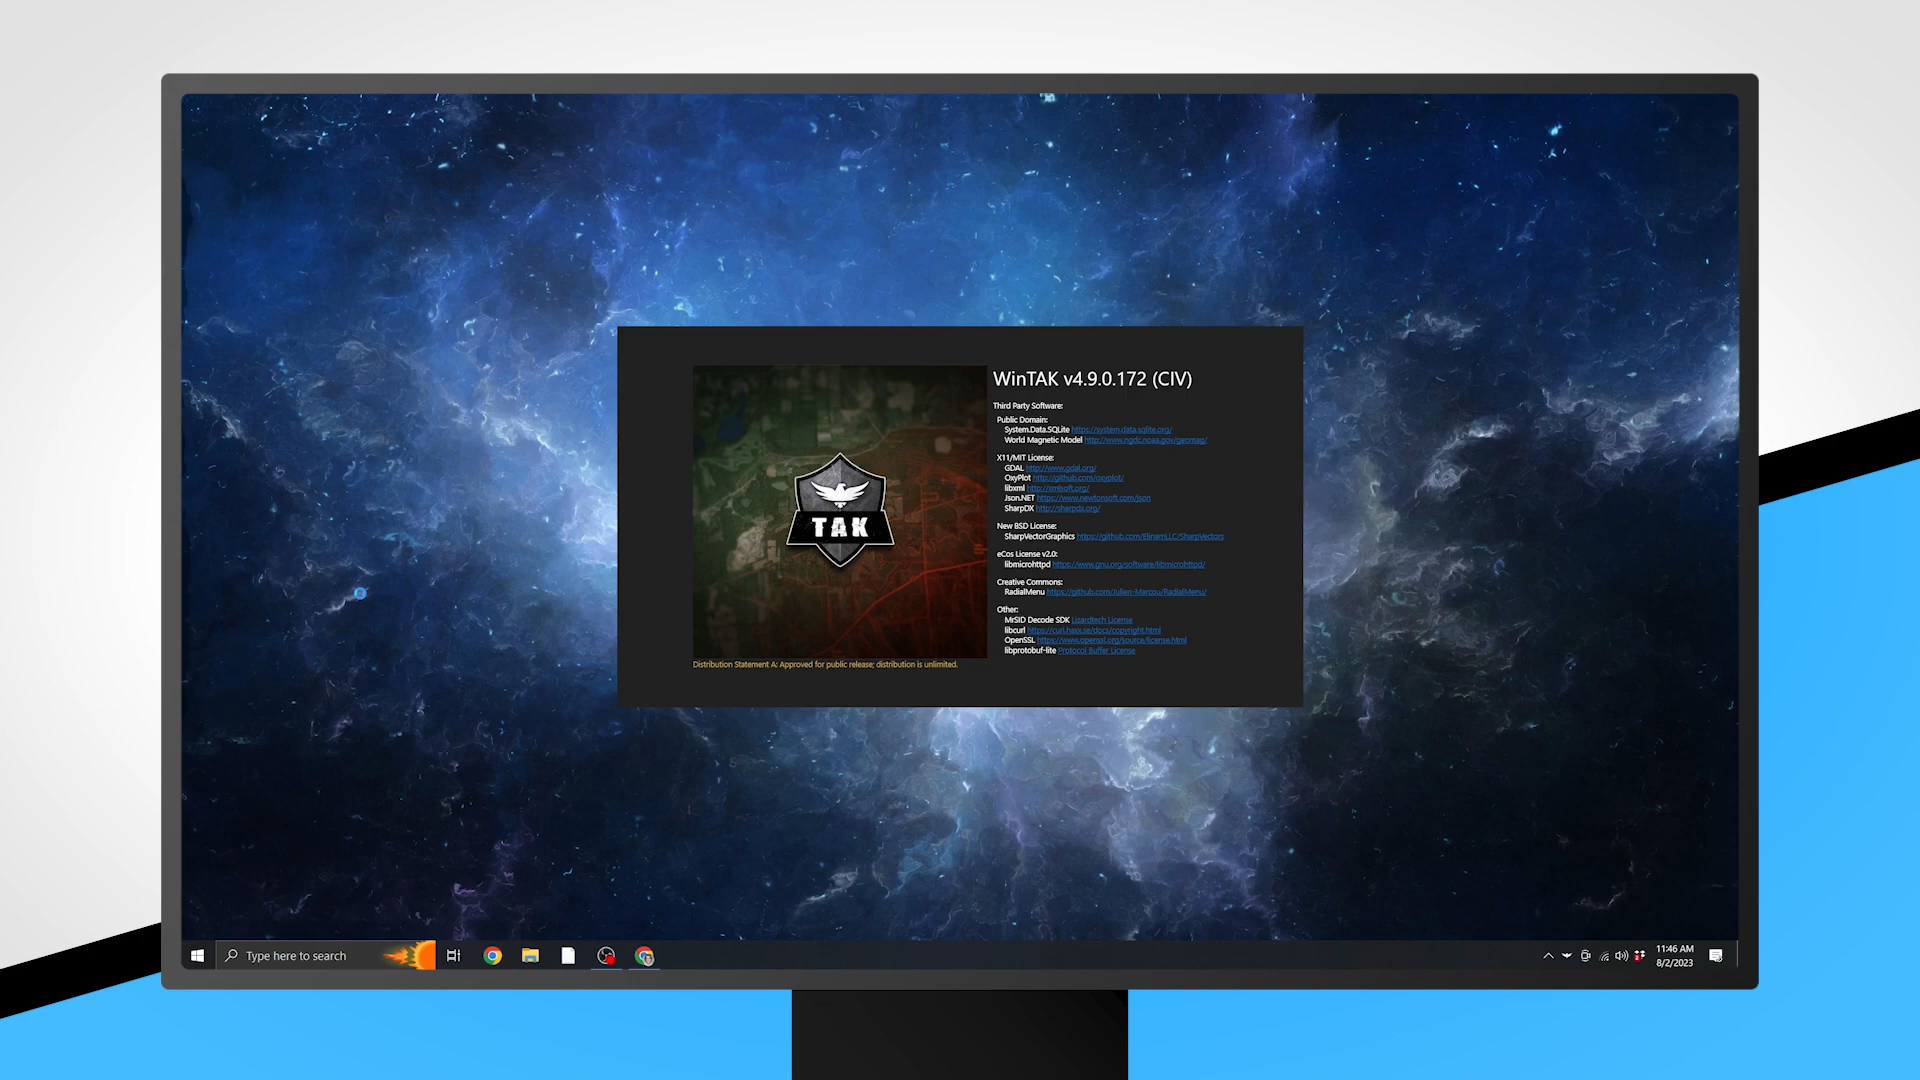 WinTAK v4.9.0.172 (CIV)
Third Party Software:
Public Domain:
System.Data.SQLite https://system.data.sqlite.org/
World Magnetic Model http://www.ngdc.noaa.gov/geomag/
X11/MIT License:
GDAL http://www.gdal.org/
OxyPlot http://github.com/oxyplot/
libxml http://xmlsoft.org/
Json.NET https://www.newtonsoft.com/json
SharpDX http://sharpdx.org/
New BSD License:
SharpVectorGraphics https://github.com/ElinamLLC/SharpVectors
eCos License v2.0:
libmicrohttpd https://www.gnu.org/software/libmicrohttpd/
Creative Commons:
RadialMenu https://github.com/Julien-Marcou/RadialMenu/
Other:
MrSID Decode SDK Lizardtech License
libcurl https://curl.haxx.se/docs/copyright.html
OpenSSL https://www.openssl.org/source/license.html
libprotobuf-lite Protocol Buffer License
TAK
Distribution Statement A: Approved for public release; distribution is unlimited.
Type here to search
11:46 AM
8/2/2023